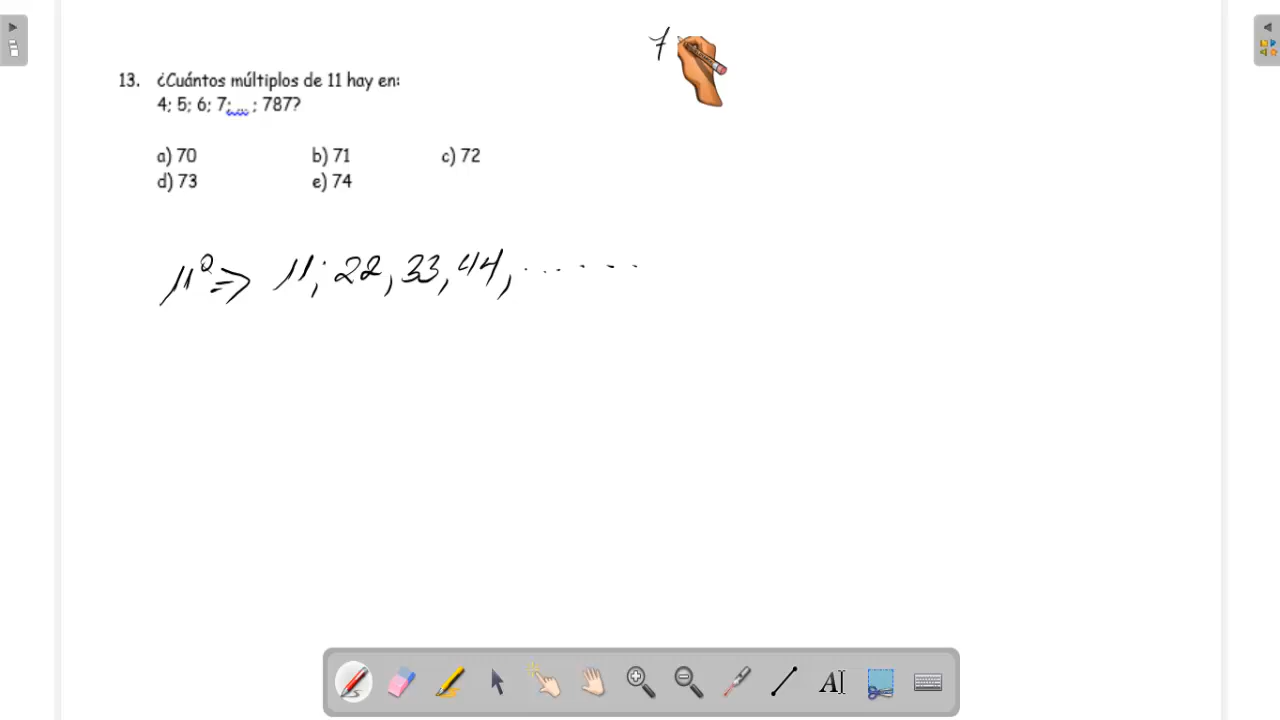 7
13. ¿Cuántos múltiplos de 11 hay en:
4; 5; 6; 7; ... ; 787?
a) 70 b) 71 c) 72
d) 73 e) 74
11° ⇒ 11; 22, 33, 44, .......
A